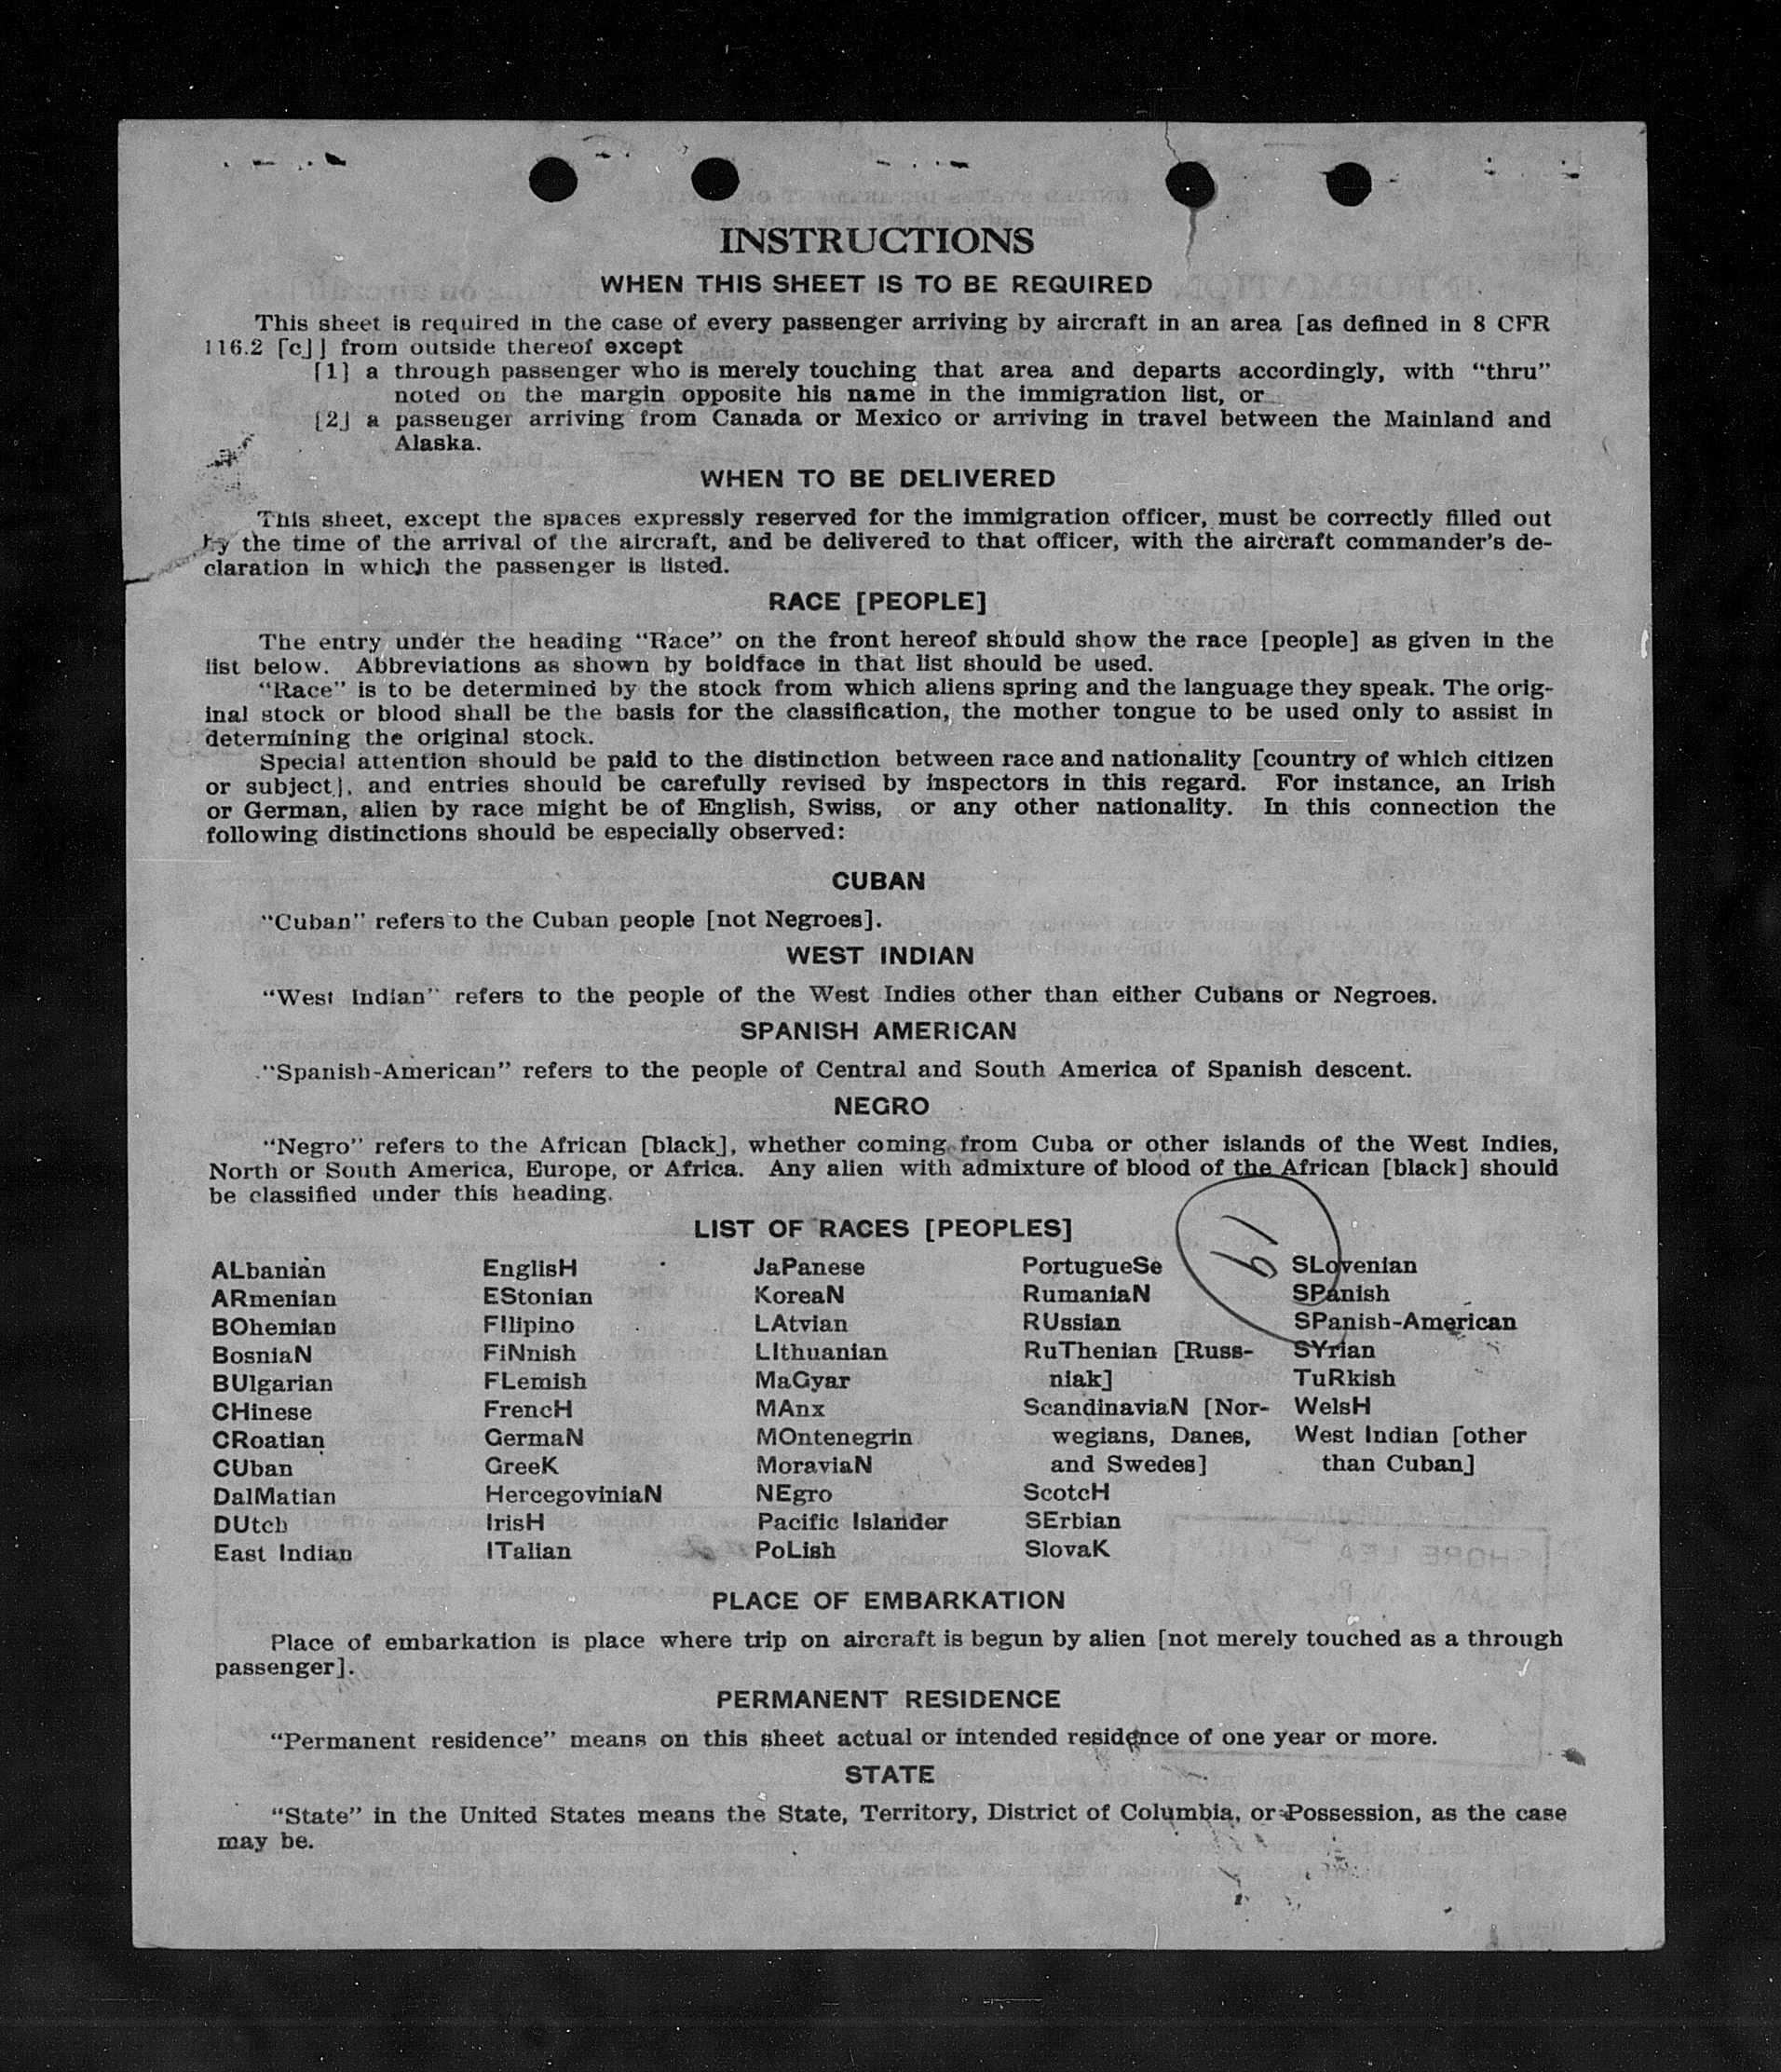 INSTRUCTIONS
WHEN THIS SHEET IS TO BE REQUIRED
This sheet is required in the case of every passenger arriving by aircraft in an area [as defined in 8 CFR
116.2 [c]] from outside thereof except
[1] a through passenger who is merely touching that area and departs accordingly, with “thru”
noted on the margin opposite his name in the immigration list, or
[2] a passenger arriving from Canada or Mexico or arriving in travel between the Mainland and
Alaska.
WHEN TO BE DELIVERED
This sheet, except the spaces expressly reserved for the immigration officer, must be correctly filled out
by the time of the arrival of the aircraft, and be delivered to that officer, with the aircraft commander's de-
claration in which the passenger is listed.
RACE [PEOPLE]
The entry under the heading “Race” on the front hereof should show the race [people] as given in the
list below. Abbreviations as shown by boldface in that list should be used.
“Race” is to be determined by the stock from which aliens spring and the language they speak. The orig-
inal stock or blood shall be the basis for the classification, the mother tongue to be used only to assist in
determining the original stock.
Special attention should be paid to the distinction between race and nationality [country of which citizen
or subject], and entries should be carefully revised by inspectors in this regard. For instance, an Irish
or German, alien by race might be of English, Swiss, or any other nationality. In this connection the
following distinctions should be especially observed:
CUBAN
“Cuban” refers to the Cuban people [not Negroes].
WEST INDIAN
“West Indian” refers to the people of the West Indies other than either Cubans or Negroes.
SPANISH AMERICAN
“Spanish-American” refers to the people of Central and South America of Spanish descent.
NEGRO
“Negro” refers to the African [black], whether coming from Cuba or other islands of the West Indies,
North or South America, Europe, or Africa. Any alien with admixture of blood of the African [black] should
be classified under this heading.
LIST OF RACES [PEOPLES]
ALbanian
ARmenian
BOhemian
BosniaN
BUlgarian
CHinese
CRoatian
CUban
DalMatian
DUtch
East Indian
EnglisH
EStonian
FIlipino
FiNnish
FLemish
FrencH
GermaN
GreeK
HercegoviniaN
IrisH
ITalian
JaPanese
KoreaN
LAtvian
LIthuanian
MaGyar
MAnx
MOntenegrin
MoraviaN
NEgro
Pacific Islander
PoLish
PortugueSe
RumaniaN
RUssian
RuThenian [Russ-
niak]
ScandinaviaN [Nor-
wegians, Danes,
and Swedes]
ScotcH
SErbian
SlovaK
SLovenian
SPanish
SPanish-American
SYrian
TuRkish
WelsH
West Indian [other
than Cuban]
PLACE OF EMBARKATION
Place of embarkation is place where trip on aircraft is begun by alien [not merely touched as a through
passenger].
PERMANENT RESIDENCE
“Permanent residence” means on this sheet actual or intended residence of one year or more.
STATE
“State” in the United States means the State, Territory, District of Columbia, or Possession, as the case
may be.